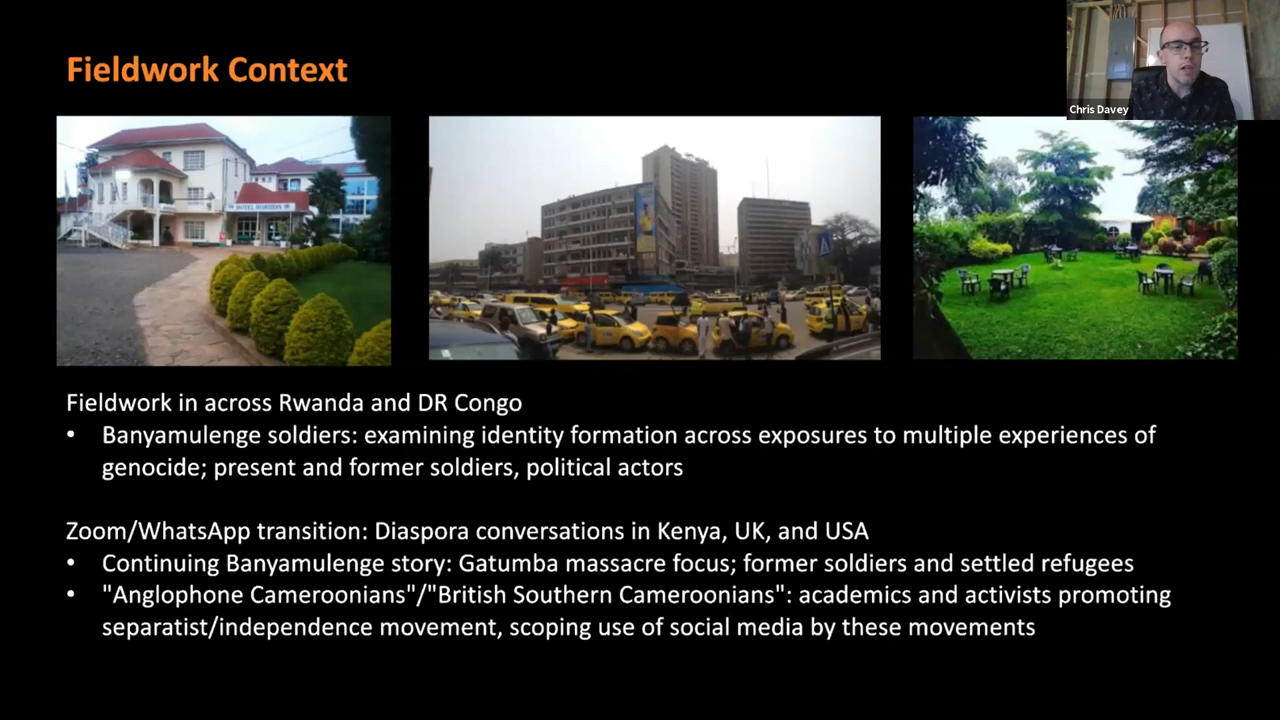 Fieldwork Context
Chris Davey
Fieldwork in across Rwanda and DR Congo
• Banyamulenge soldiers: examining identity formation across exposures to multiple experiences of
genocide; present and former soldiers, political actors
Zoom/WhatsApp transition: Diaspora conversations in Kenya, UK, and USA
• Continuing Banyamulenge story: Gatumba massacre focus; former soldiers and settled refugees
• "Anglophone Cameroonians"/"British Southern Cameroonians": academics and activists promoting
separatist/independence movement, scoping use of social media by these movements